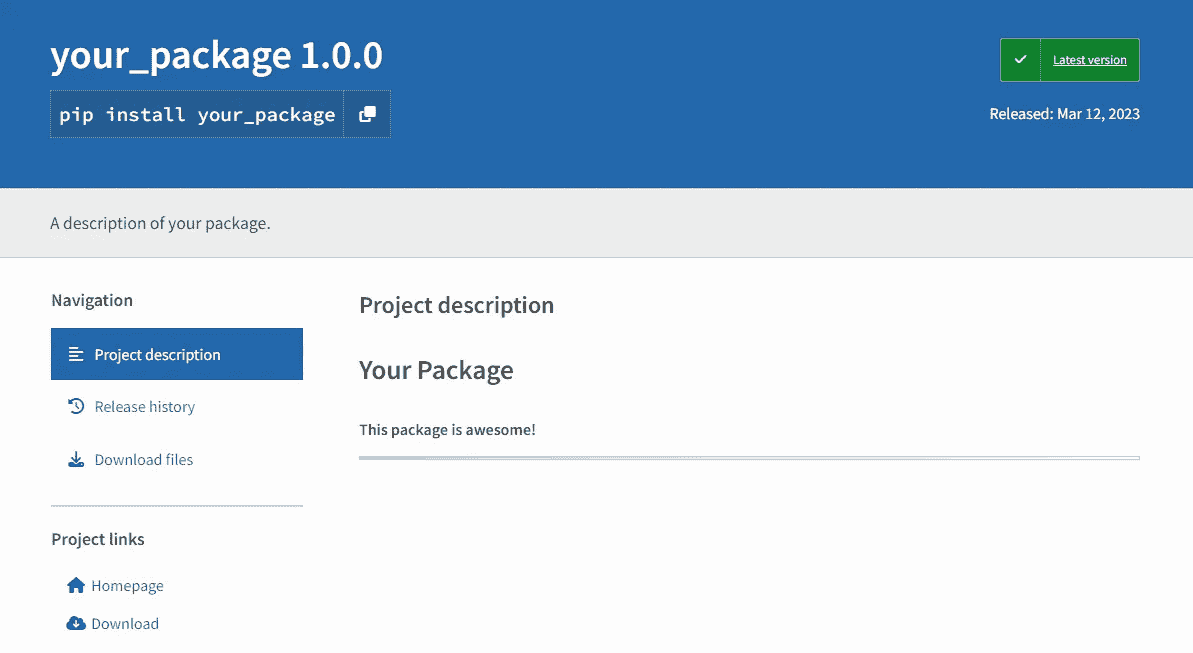 your_package 1.0.0
Latest version
pip install your_package
Released: Mar 12, 2023
A description of your package.
Navigation
Project description
Release history
Download files
Project links
Homepage
Download
Project description
Your Package
This package is awesome!